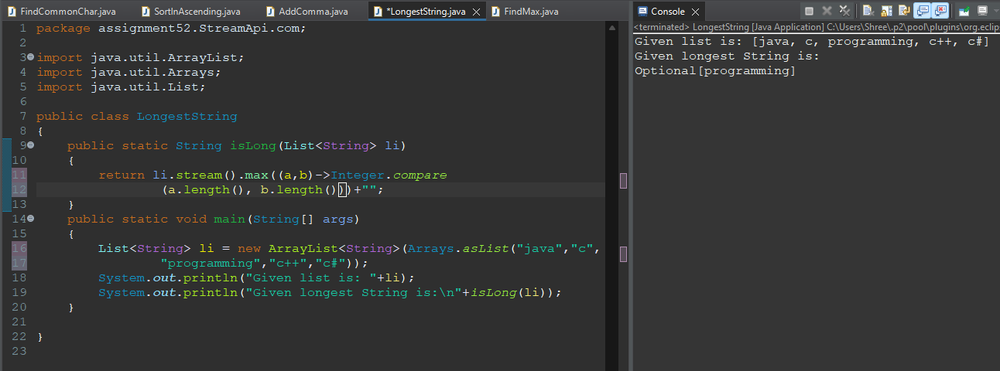 FindCommonChar.java SortInAscending.java AddComma.java *LongestString.java FindMax.java
1 package assignment52.StreamApi.com;
2
3 import java.util.ArrayList;
4 import java.util.Arrays;
5 import java.util.List;
6
7 public class LongestString
8 {
9 public static String isLong(List<String> li)
10 {
11 return li.stream().max((a,b)->Integer.compare
12 (a.length(), b.length()))+"";
13 }
14 public static void main(String[] args)
15 {
16 List<String> li = new ArrayList<String>(Arrays.asList("java","c",
17 "programming","c++","c#"));
18 System.out.println("Given list is: "+li);
19 System.out.println("Given longest String is:\n"+isLong(li));
20 }
21
22 }
23
Console
<terminated> LongestString [Java Application] C:\Users\Shree\.p2\pool\plugins\org.eclip
Given list is: [java, c, programming, c++, c#]
Given longest String is:
Optional[programming]